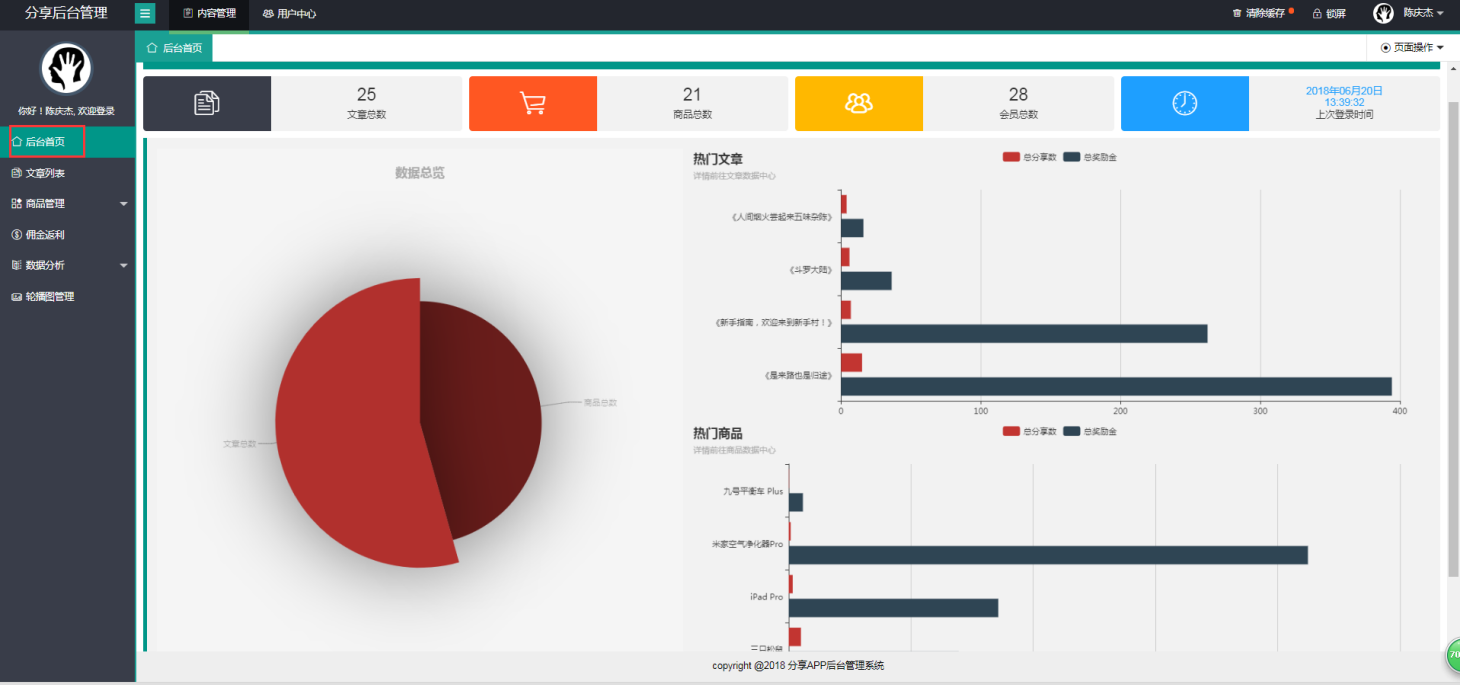 分享后台管理
内容管理
用户中心
清除缓存
锁屏
陈庆杰
后台首页
页面操作
你好！陈庆杰, 欢迎登录
后台首页
文章列表
商品管理
佣金返利
数据分析
轮播图管理
25
文章总数
21
商品总数
28
会员总数
2018年06月20日
13:39:32
上次登录时间
数据总览
商品总数
文章总数
热门文章
详情前往文章数据中心
总分享数
总奖励金
《人间烟火尝起来五味杂陈》
《斗罗大陆》
《新手指南，欢迎来到新手村！》
《是来路也是归途》
0
100
200
300
400
热门商品
详情前往商品数据中心
总分享数
总奖励金
九号平衡车 Plus
米家空气净化器Pro
iPad Pro
三只松鼠
copyright @2018 分享APP后台管理系统
70